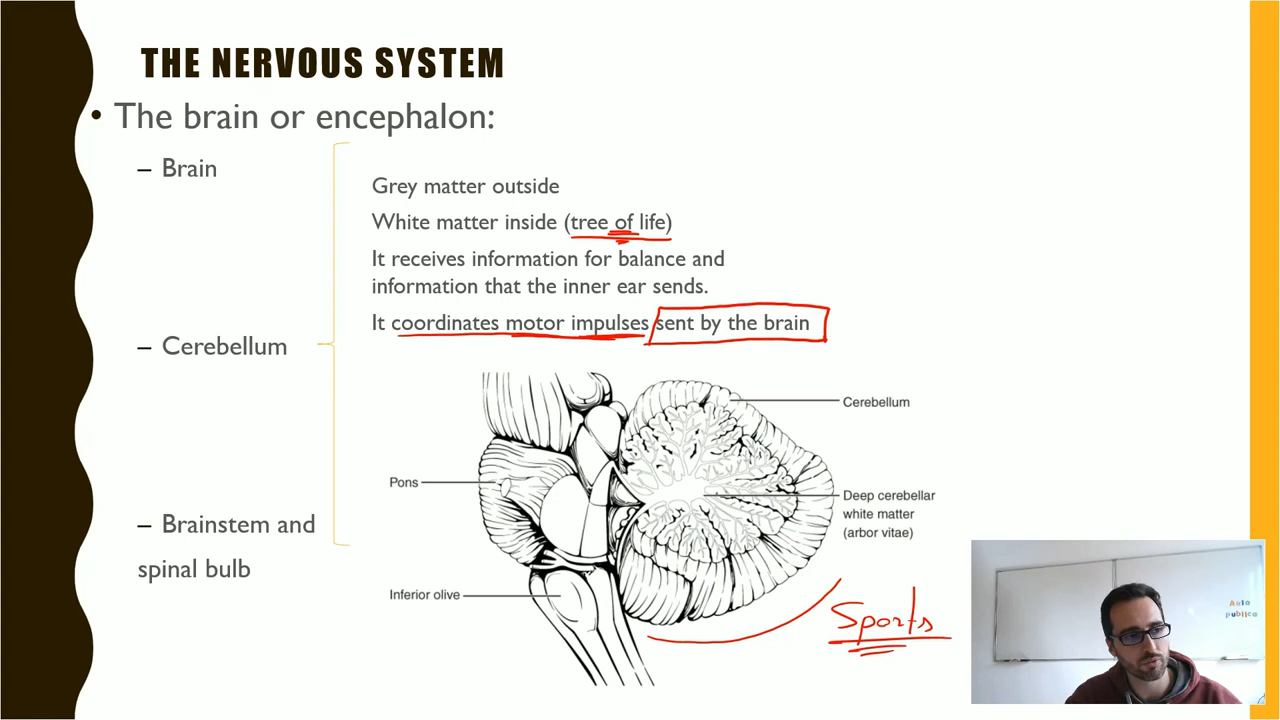 THE NERVOUS SYSTEM
• The brain or encephalon:
– Brain
Grey matter outside
White matter inside (tree of life)
It receives information for balance and
information that the inner ear sends.
It coordinates motor impulses sent by the brain
– Cerebellum
Cerebellum
Pons
Deep cerebellar
white matter
(arbor vitae)
– Brainstem and
spinal bulb
Inferior olive
Sports
Aula
publica